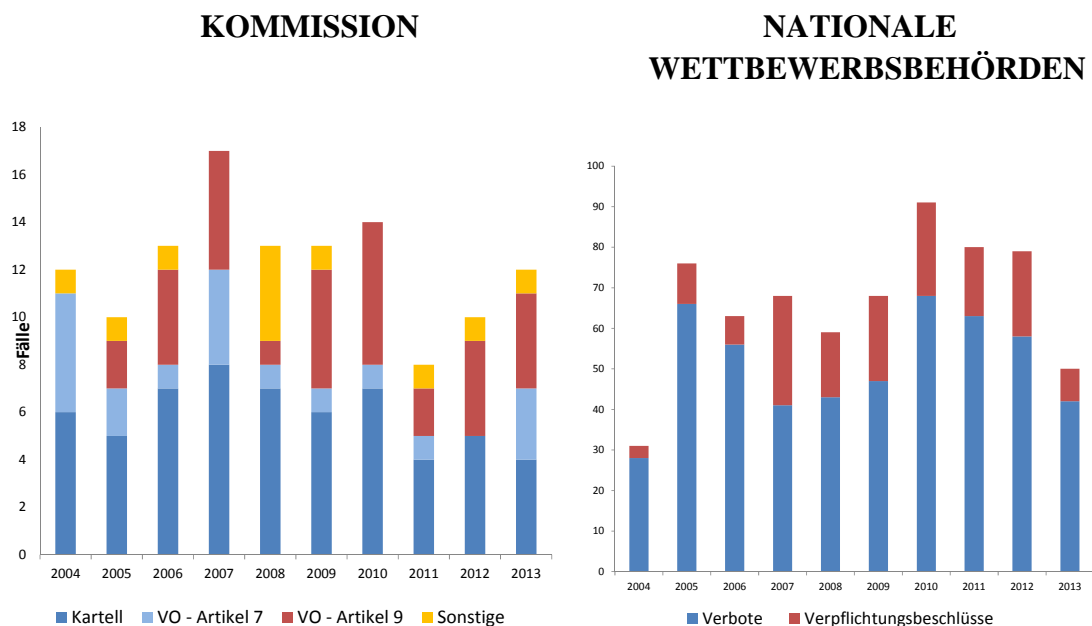 KOMMISSION
NATIONALE
WETTBEWERBSBEHÖRDEN
Fälle
18
16
14
12
10
8
6
4
2
0
2004 2005 2006 2007 2008 2009 2010 2011 2012 2013
Kartell VO - Artikel 7 VO - Artikel 9 Sonstige
100
90
80
70
60
50
40
30
20
10
0
2004 2005 2006 2007 2008 2009 2010 2011 2012 2013
Verbote Verpflichtungsbeschlüsse